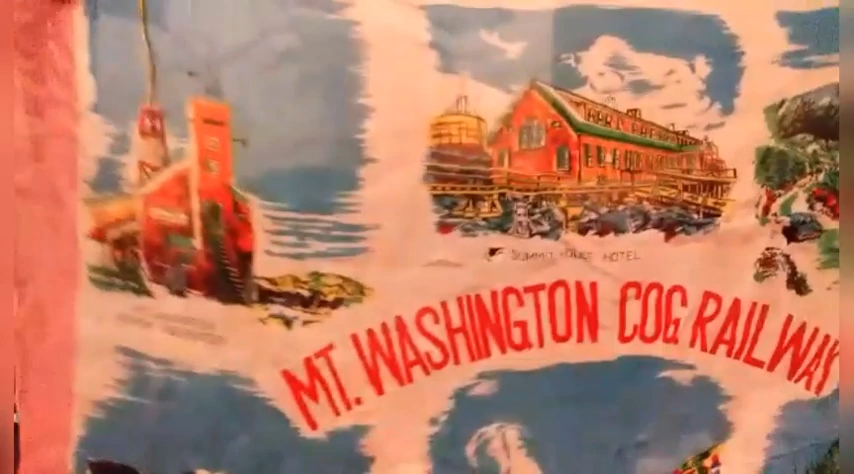 SUMMIT HOUSE HOTEL
MT. WASHINGTON COG RAILWAY